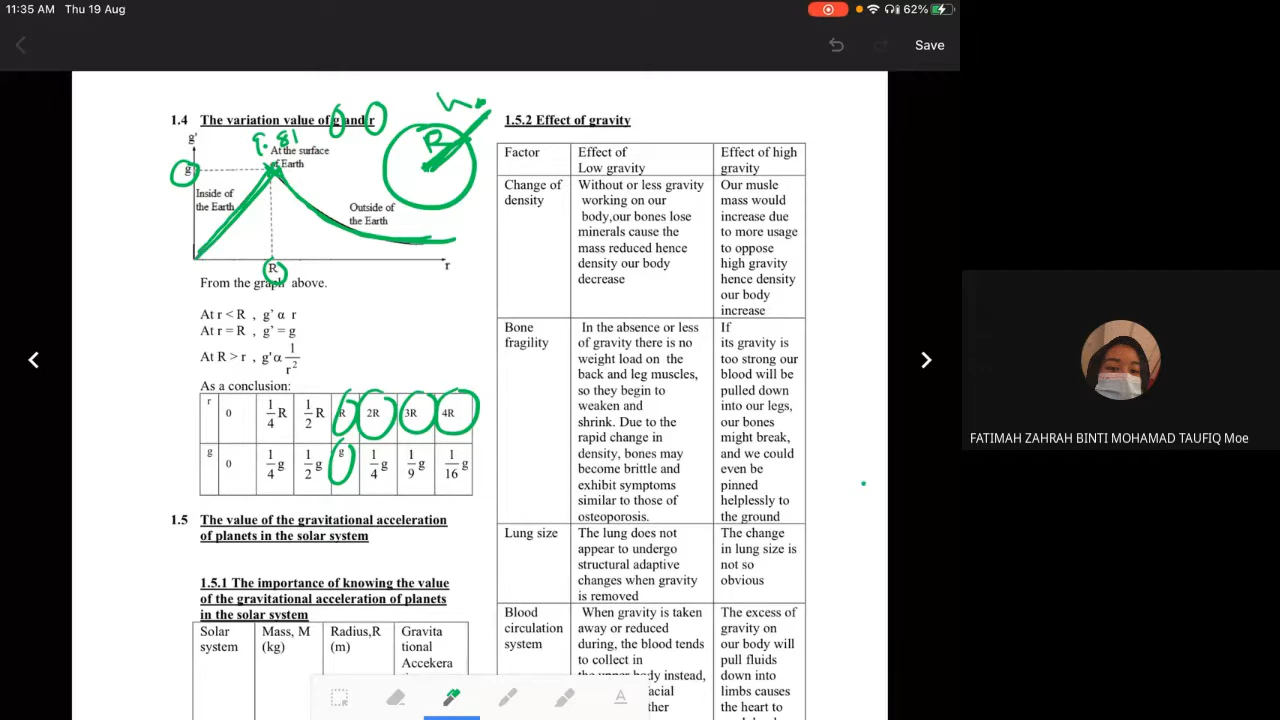 11:35 AM Thu 19 Aug
62%
Save
1.4 The variation value of g and r
h
R
9.81
g'
At the surface
of Earth
g
Inside of
the Earth
Outside of
the Earth
R
r
From the graph above.
At r < R , g' α r
At r = R , g' = g
At R > r , g'α 1/r²
As a conclusion:
r 0 1/4 R 1/2 R R 2R 3R 4R
g 0 1/4 g 1/2 g g 1/4 g 1/9 g 1/16 g
1.5 The value of the gravitational acceleration
of planets in the solar system
1.5.1 The importance of knowing the value
of the gravitational acceleration of planets
in the solar system
Solar
system
Mass, M
(kg)
Radius,R
(m)
Gravita
tional
Accekera
1.5.2 Effect of gravity
Factor
Effect of
Low gravity
Effect of high
gravity
Change of
density
Without or less gravity
working on our
body,our bones lose
minerals cause the
mass reduced hence
density our body
decrease
Our musle
mass would
increase due
to more usage
to oppose
high gravity
hence density
our body
increase
Bone
fragility
In the absence or less
of gravity there is no
weight load on the
back and leg muscles,
so they begin to
weaken and
shrink. Due to the
rapid change in
density, bones may
become brittle and
exhibit symptoms
similar to those of
osteoporosis.
If
its gravity is
too strong our
blood will be
pulled down
into our legs,
our bones
might break,
and we could
even be
pinned
helplessly to
the ground
Lung size
The lung does not
appear to undergo
structural adaptive
changes when gravity
is removed
The change
in lung size is
not so
obvious
Blood
circulation
system
When gravity is taken
away or reduced
during, the blood tends
to collect in
the upper body instead,
facial
ther
The excess of
gravity on
our body will
pull fluids
down into
limbs causes
the heart to
A
FATIMAH ZAHRAH BINTI MOHAMAD TAUFIQ Moe